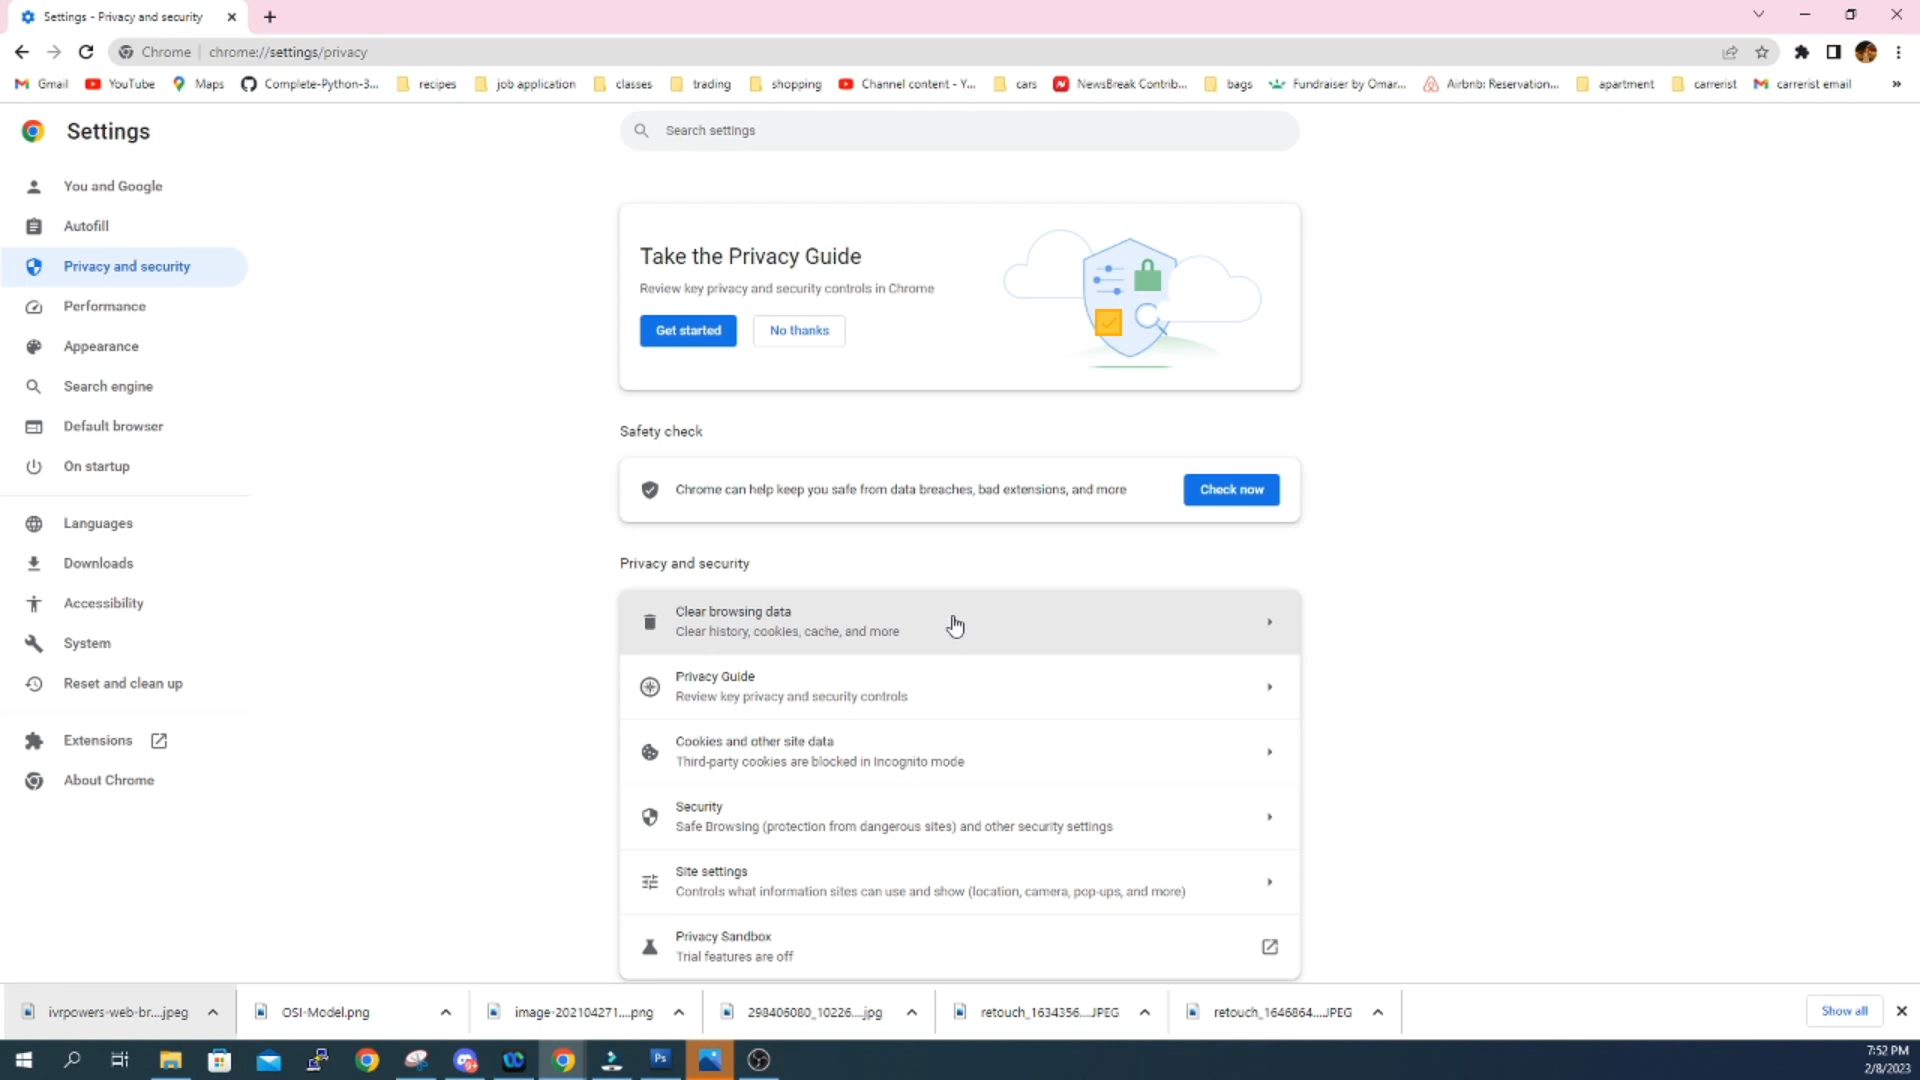 Settings - Privacy and security
Chrome | chrome://settings/privacy
Gmail YouTube Maps Complete-Python-3... recipes job application classes trading shopping Channel content - Y... cars NewsBreak Contrib... bags Fundraiser by Omar... Airbnb: Reservation... apartment carrerist carrerist email »
Settings
Search settings
You and Google
Autofill
Privacy and security
Performance
Appearance
Search engine
Default browser
On startup
Languages
Downloads
Accessibility
System
Reset and clean up
Extensions
About Chrome
Take the Privacy Guide
Review key privacy and security controls in Chrome
Get started No thanks
Safety check
Chrome can help keep you safe from data breaches, bad extensions, and more Check now
Privacy and security
Clear browsing data
Clear history, cookies, cache, and more
Privacy Guide
Review key privacy and security controls
Cookies and other site data
Third-party cookies are blocked in Incognito mode
Security
Safe Browsing (protection from dangerous sites) and other security settings
Site settings
Controls what information sites can use and show (location, camera, pop-ups, and more)
Privacy Sandbox
Trial features are off
ivrpowers-web-br....jpeg OSI-Model.png image-202104271....png 298406080_10226....jpg retouch_1634356....JPEG retouch_1646864....JPEG Show all
Ps
7:52 PM
2/8/2023